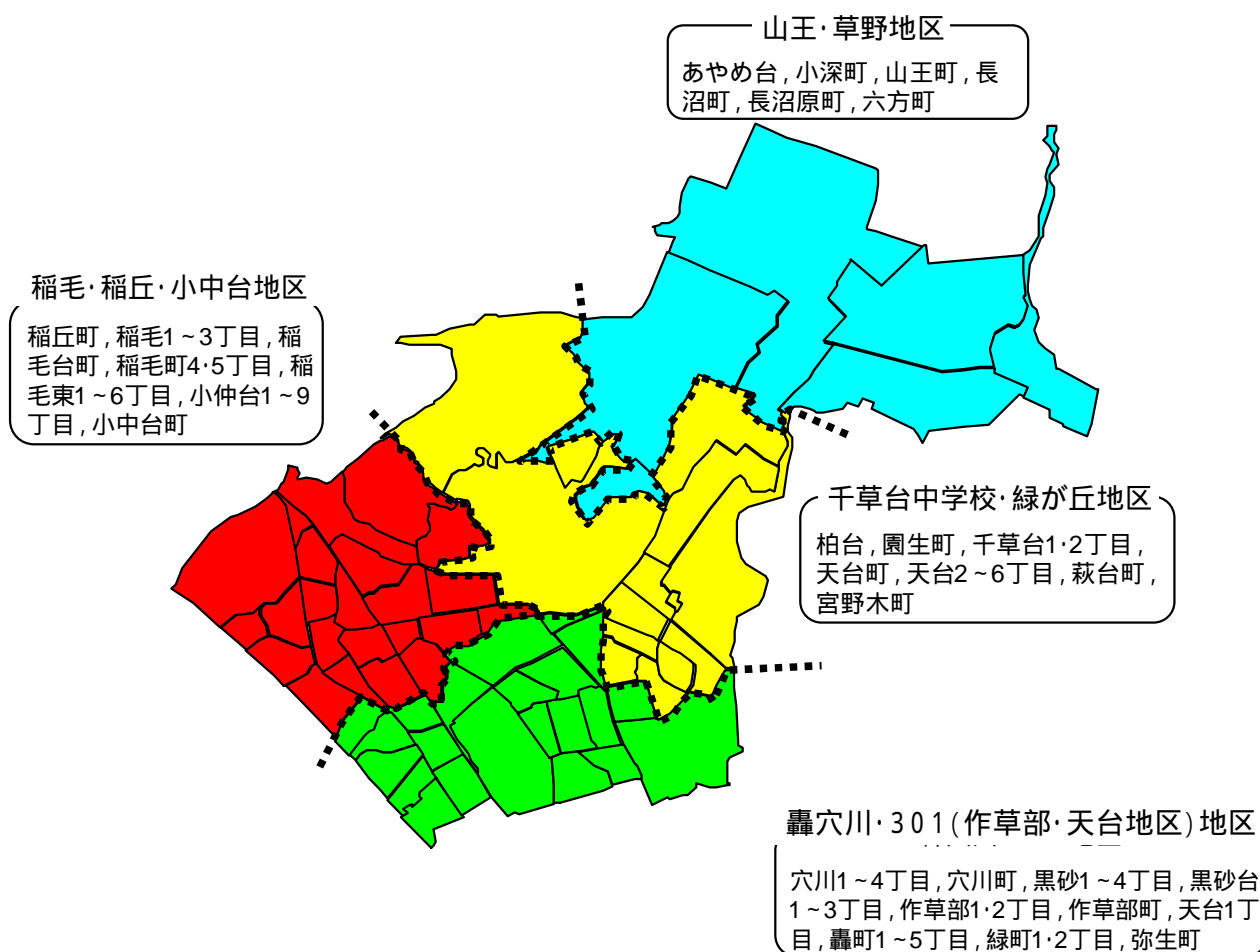 山王・草野地区
あやめ台，小深町，山王町，長
沼町，長沼原町，六方町
稲毛・稲丘・小中台地区
稲丘町，稲毛1～3丁目，稲
毛台町，稲毛町4・5丁目，稲
毛東1～6丁目，小仲台1～9
丁目，小中台町
千草台中学校・緑が丘地区
柏台，園生町，千草台1・2丁目，
天台町，天台2～6丁目，萩台町，
宮野木町
轟穴川・301(作草部・天台地区)地区
穴川1～4丁目，穴川町，黒砂1～4丁目，黒砂台
1～3丁目，作草部1・2丁目，作草部町，天台1丁
目，轟町1～5丁目，緑町1・2丁目，弥生町